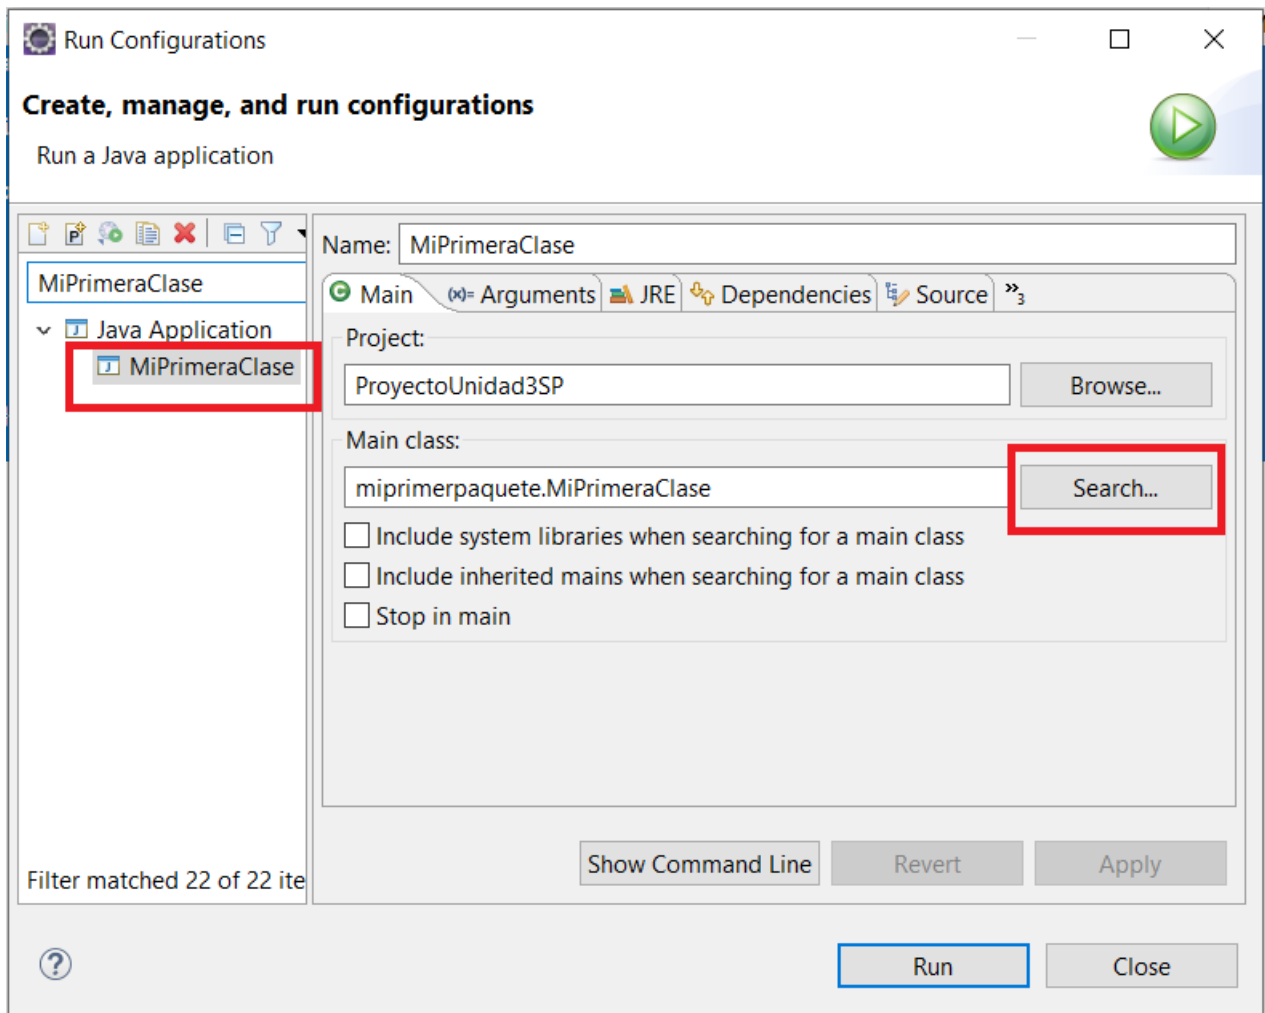 Run Configurations
Create, manage, and run configurations
Run a Java application
MiPrimeraClase
Java Application
MiPrimeraClase
Filter matched 22 of 22 ite
Name: MiPrimeraClase
Main (x)= Arguments JRE Dependencies Source »3
Project:
ProyectoUnidad3SP Browse...
Main class:
miprimerpaquete.MiPrimeraClase Search...
Include system libraries when searching for a main class
Include inherited mains when searching for a main class
Stop in main
Show Command Line Revert Apply
Run Close